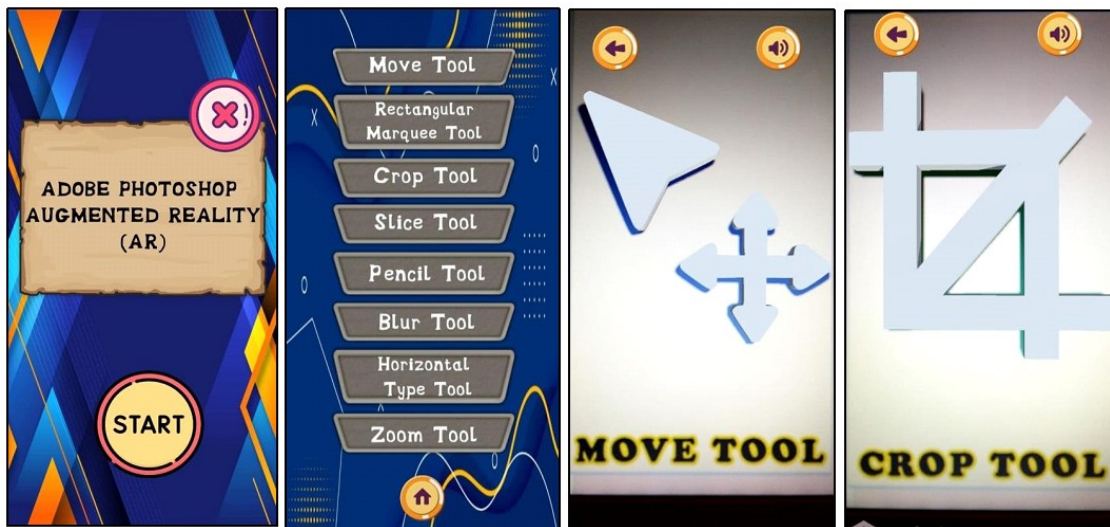 ADOBE PHOTOSHOP
AUGMENTED REALITY
(AR)
START
Move Tool
Rectangular
Marquee Tool
Crop Tool
Slice Tool
Pencil Tool
Blur Tool
Horizontal
Type Tool
Zoom Tool
MOVE TOOL
CROP TOOL